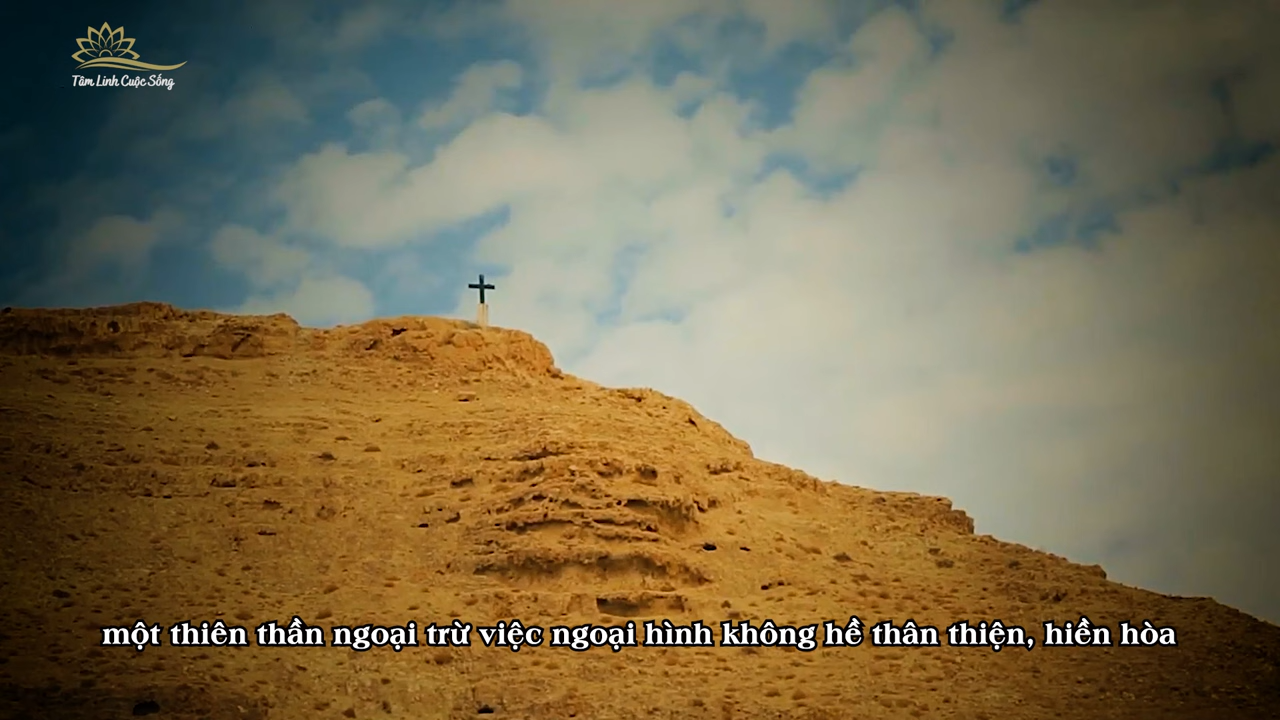 Tâm Linh Cuộc Sống
một thiên thần ngoại trừ việc ngoại hình không hề thân thiện, hiền hòa